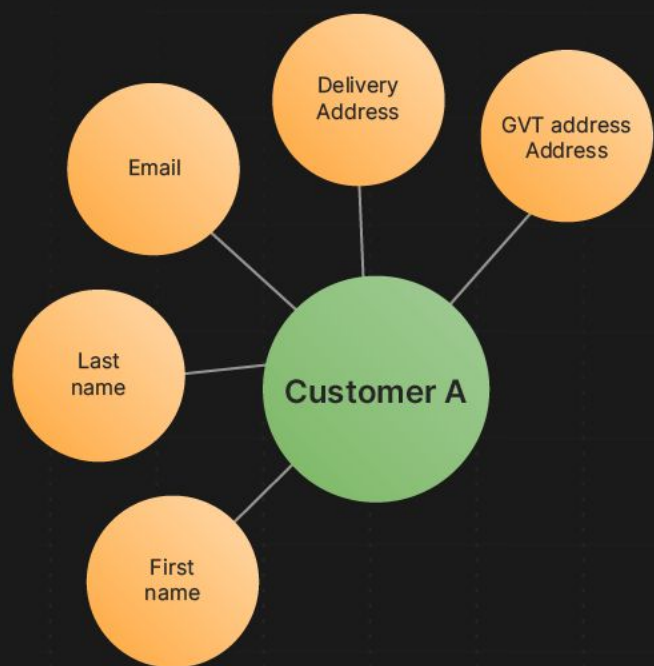 Delivery
Address
GVT address
Address
Email
Last
name
Customer A
First
name